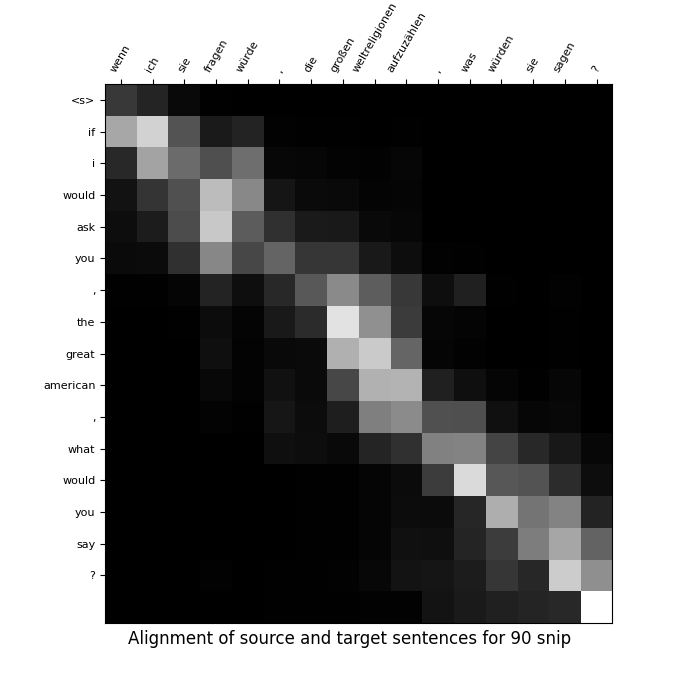 wenn
ich
sie
fragen
würde
,
die
großen
weltreligionen
aufzuzählen
,
was
würden
sie
sagen
?
<s>
if
i
would
ask
you
,
the
great
american
,
what
would
you
say
?
Alignment of source and target sentences for 90 snip